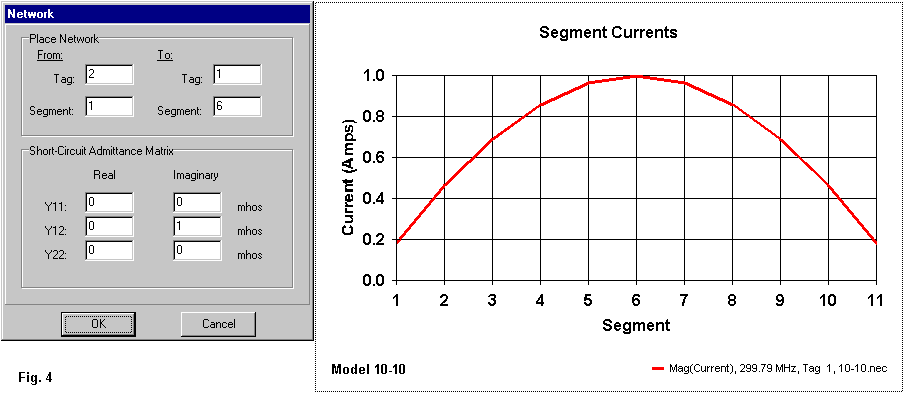 Network
Place Network
From: To:
Tag: 2 Tag: 1
Segment: 1 Segment: 6
Short-Circuit Admittance Matrix
Real Imaginary
Y11: 0 0 mhos
Y12: 0 1 mhos
Y22: 0 0 mhos
OK Cancel
Fig. 4
Segment Currents
Current (Amps)
1.0
0.8
0.6
0.4
0.2
0.0
1 2 3 4 5 6 7 8 9 10 11
Segment
Model 10-10
Mag(Current), 299.79 MHz, Tag 1, 10-10.nec